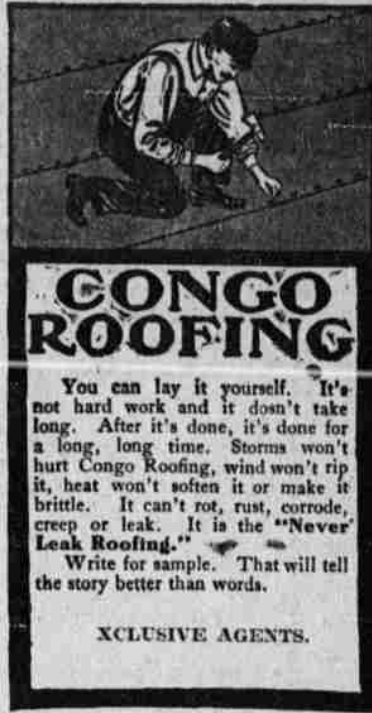 CONGO
ROOFING
You can lay it yourself. It's
not hard work and it dosn't take
long. After it's done, it's done for
a long, long time. Storms won't
hurt Congo Roofing, wind won't rip
it, heat won't soften it or make it
brittle. It can't rot, rust, corrode,
creep or leak. It is the "Never
Leak Roofing."
Write for sample. That will tell
the story better than words.
XCLUSIVE AGENTS.